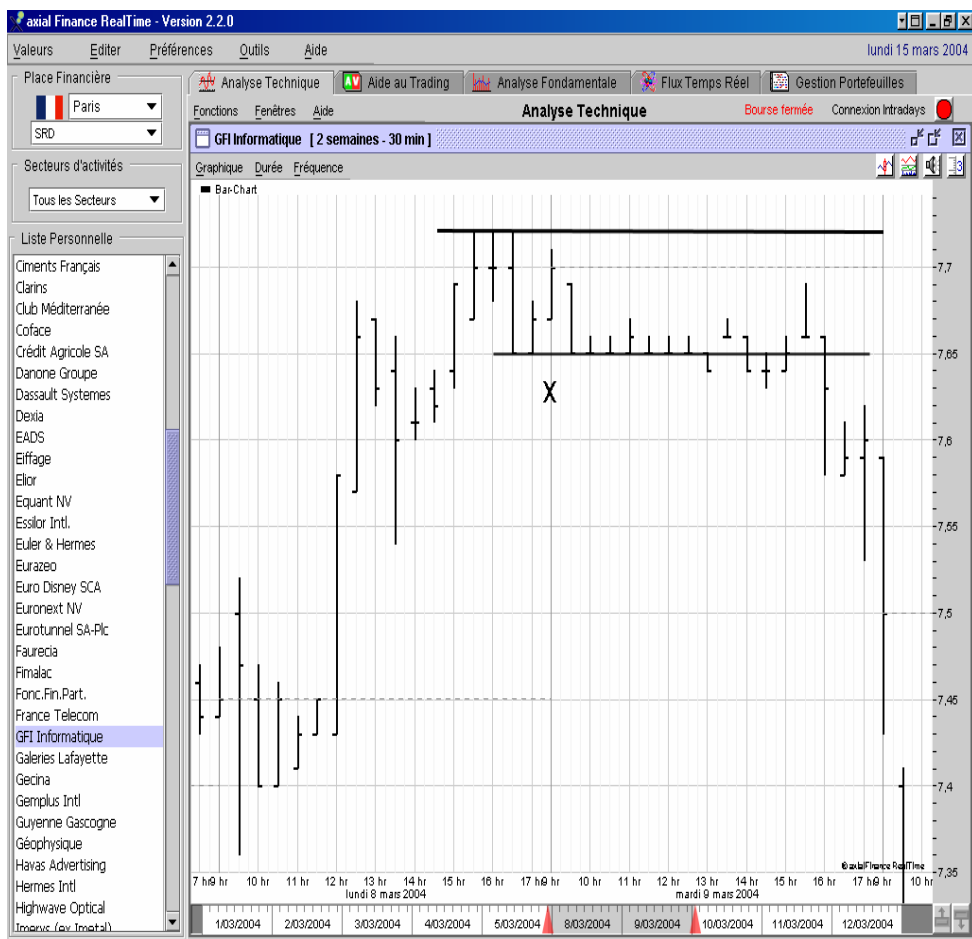 axial Finance RealTime - Version 2.2.0
Valeurs Editer Préférences Outils Aide lundi 15 mars 2004
Place Financière
Paris
SRD
Secteurs d'activités
Tous les Secteurs
Liste Personnelle
Ciments Français
Clarins
Club Méditerranée
Coface
Crédit Agricole SA
Danone Groupe
Dassault Systemes
Dexia
EADS
Eiffage
Elior
Equant NV
Essilor Intl.
Euler & Hermes
Eurazeo
Euro Disney SCA
Euronext NV
Eurotunnel SA-Plc
Faurecia
Fimalac
Fonc.Fin.Part.
France Telecom
GFI Informatique
Galeries Lafayette
Gecina
Gemplus Intl
Guyenne Gascogne
Géophysique
Havas Advertising
Hermes Intl
Highwave Optical
Imerys (ex Imetal)
Analyse Technique Aide au Trading Analyse Fondamentale Flux Temps Réel Gestion Portefeuilles
Fonctions Fenêtres Aide Analyse Technique Bourse fermée Connexion Intradays
GFI Informatique [ 2 semaines - 30 min ]
Graphique Durée Fréquence
Bar-Chart
7,7
7,65
X
7,6
7,55
7,5
7,45
7,4
7,35
© axialFinance RealTime
7 hr 9 hr 10 hr 11 hr 12 hr 13 hr 14 hr 15 hr 16 hr 17 hr 9 hr 10 hr 11 hr 12 hr 13 hr 14 hr 15 hr 16 hr 17 hr 9 hr 10 hr
lundi 8 mars 2004 mardi 9 mars 2004
1/03/2004 2/03/2004 3/03/2004 4/03/2004 5/03/2004 8/03/2004 9/03/2004 10/03/2004 11/03/2004 12/03/2004